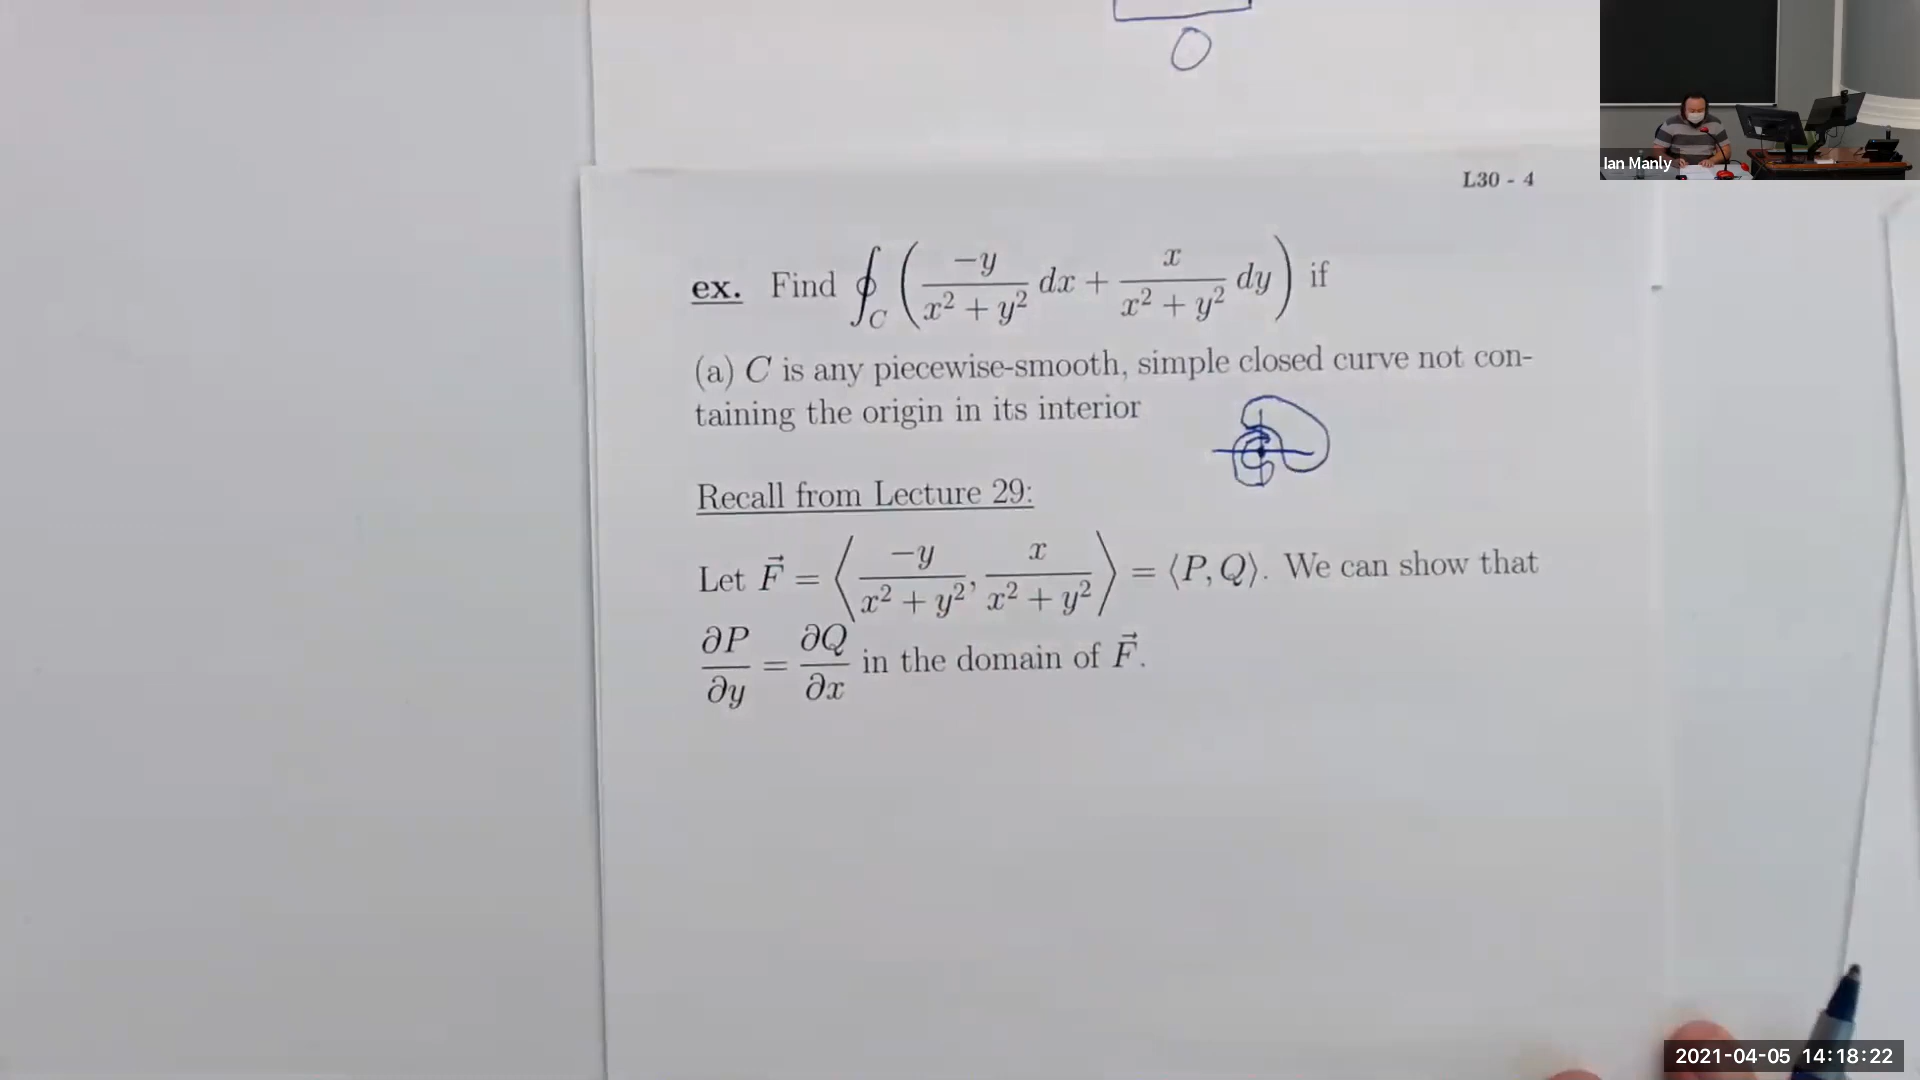 0
L30 - 4
Ian Manly
ex. Find ∮_C ( -y/(x² + y²) dx + x/(x² + y²) dy ) if
(a) C is any piecewise-smooth, simple closed curve not con-
taining the origin in its interior
Recall from Lecture 29:
Let F⃗ = ⟨ -y/(x² + y²), x/(x² + y²) ⟩ = ⟨P, Q⟩. We can show that
∂P/∂y = ∂Q/∂x in the domain of F⃗.
2021-04-05 14:18:22